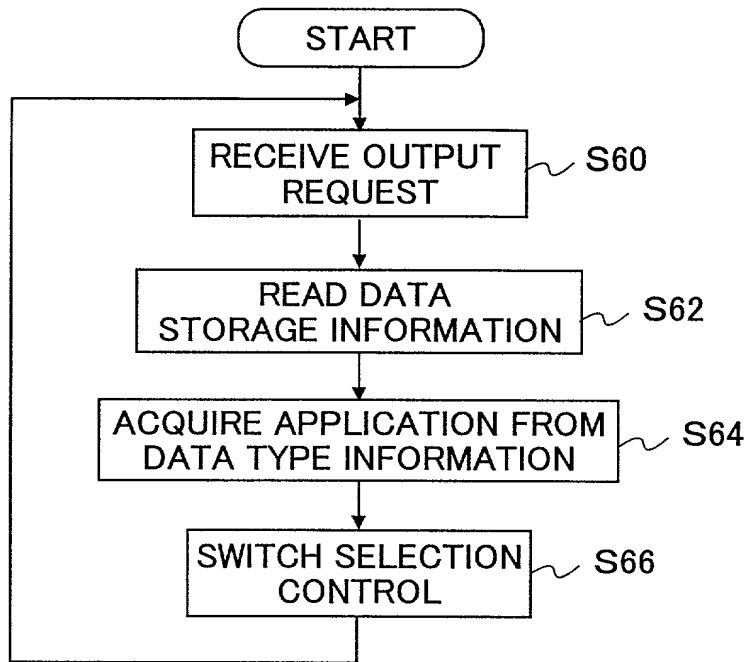 START
RECEIVE OUTPUT
REQUEST
S60
READ DATA
STORAGE INFORMATION
S62
ACQUIRE APPLICATION FROM
DATA TYPE INFORMATION
S64
SWITCH SELECTION
CONTROL
S66